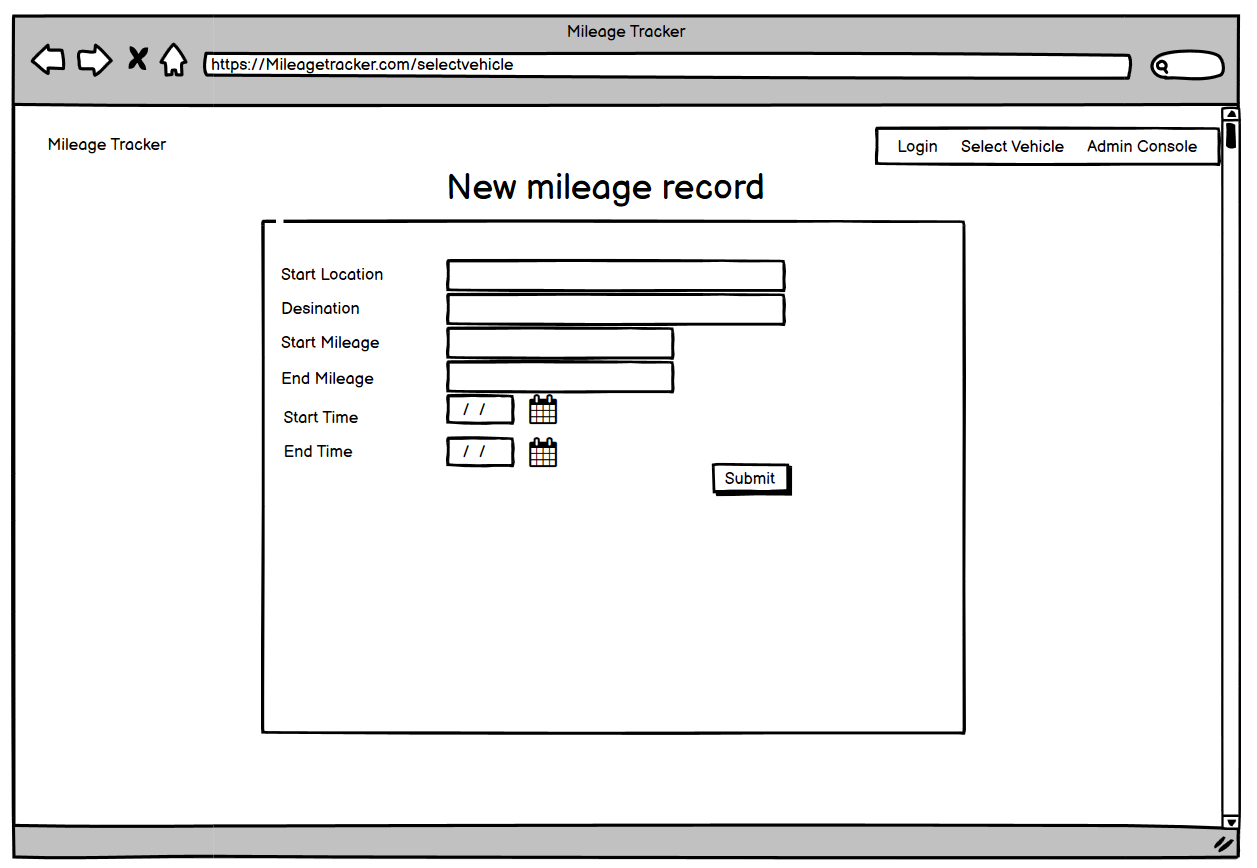 Mileage Tracker
https://Mileagetracker.com/selectvehicle
Mileage Tracker
Login Select Vehicle Admin Console
New mileage record
Start Location
Desination
Start Mileage
End Mileage
Start Time / /
End Time / /
Submit